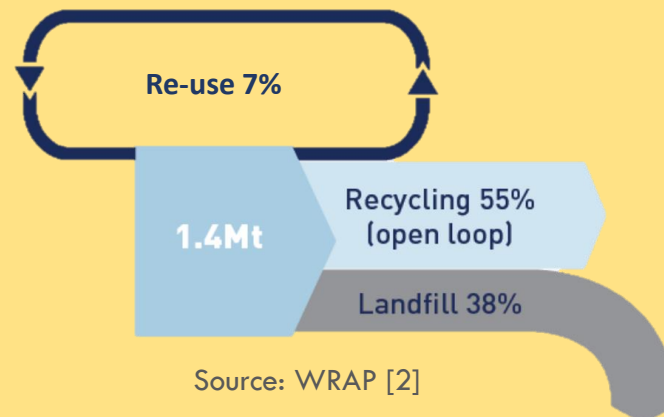 Re-use 7%
1.4Mt
Recycling 55%
(open loop)
Landfill 38%
Source: WRAP [2]